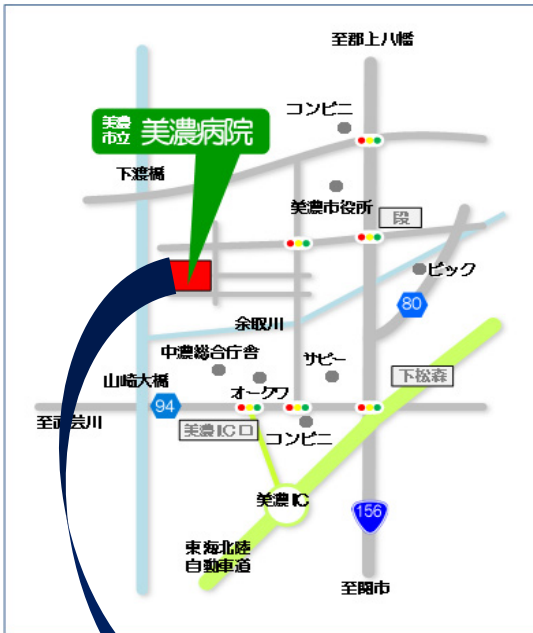 至郡上八幡
コンビニ
美濃市立 美濃病院
下渡橋
美濃市役所
段
ビック
80
余取川
中濃総合庁舎
サビー
下松森
山崎大橋
オークワ
94
至武芸川
美濃IC口
コンビニ
美濃IC
156
東海北陸
自動車道
至関市